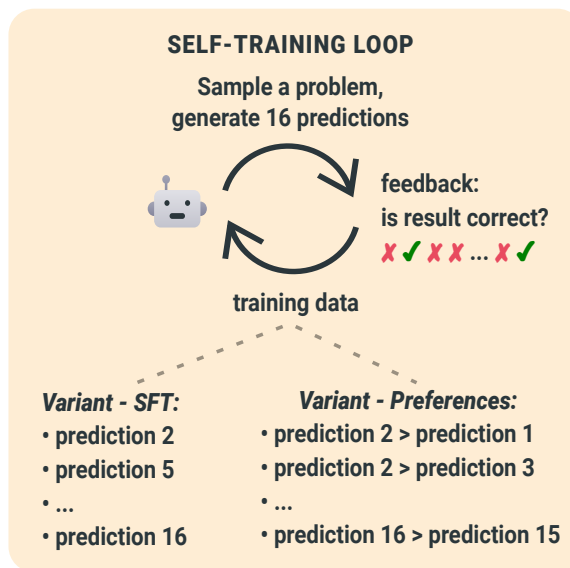 SELF-TRAINING LOOP
Sample a problem,
generate 16 predictions
feedback:
is result correct?
✗ ✓ ✗ ✗ ... ✗ ✓
training data
Variant - SFT:
• prediction 2
• prediction 5
• ...
• prediction 16
Variant - Preferences:
• prediction 2 > prediction 1
• prediction 2 > prediction 3
• ...
• prediction 16 > prediction 15